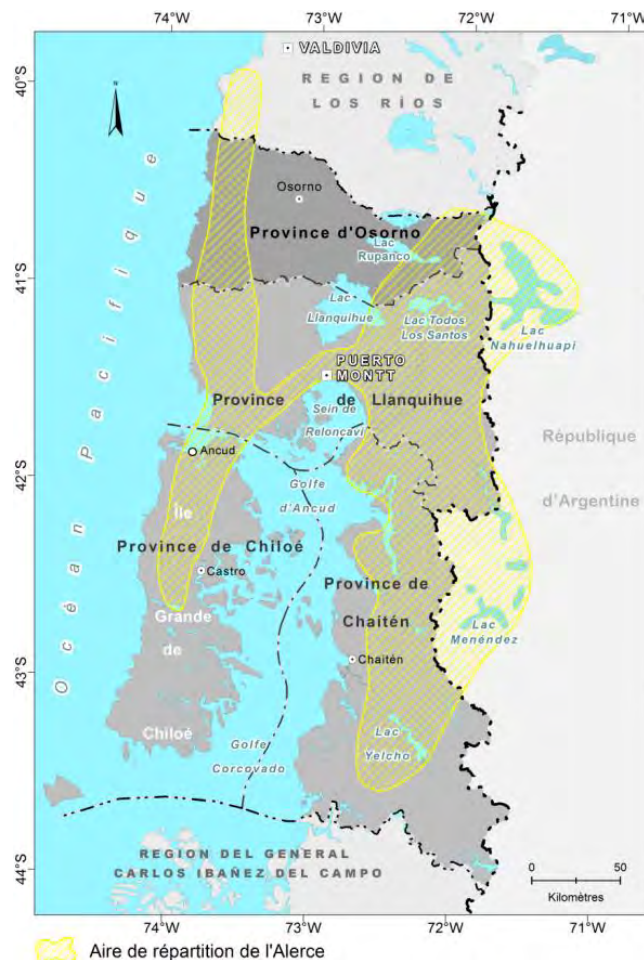 74°W
73°W
72°W
71°W
40°S
41°S
42°S
43°S
44°S
N
VALDIVIA
REGION DE
LOS RÍOS
Osorno
Province d'Osorno
Lac
Rupanco
Lac
Llanquihue
Lac Todos
Los Santos
Lac
Nahuelhuapi
PUERTO
MONTT
Province de Llanquihue
Sein de
Reloncavi
République
d'Argentine
Océan Pacifique
Ancud
Golfe
d'Ancud
Île
Province de Chiloé
Castro
Grande
de
Chiloé
Province de
Chaitén
Chaitén
Lac
Menéndez
Lac
Yelcho
Golfe
Corcovado
REGION DEL GENERAL
CARLOS IBAÑEZ DEL CAMPO
0 50
Kilomètres
74°W
73°W
72°W
71°W
Aire de répartition de l'Alerce